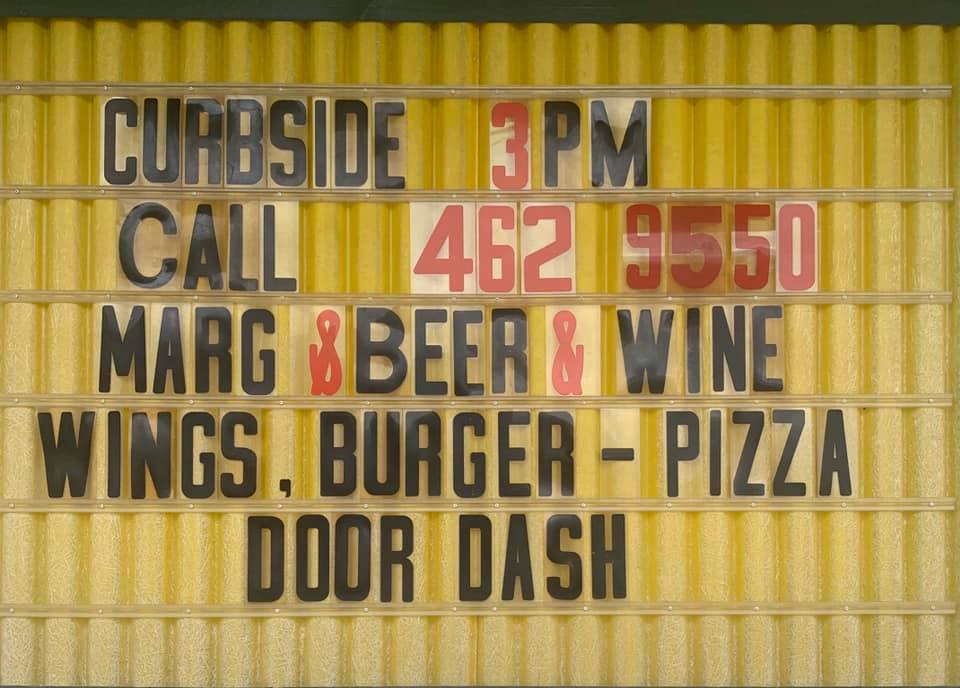 CURBSIDE 3PM
CALL 462 9550
MARG & BEER & WINE
WINGS, BURGER - PIZZA
DOOR DASH